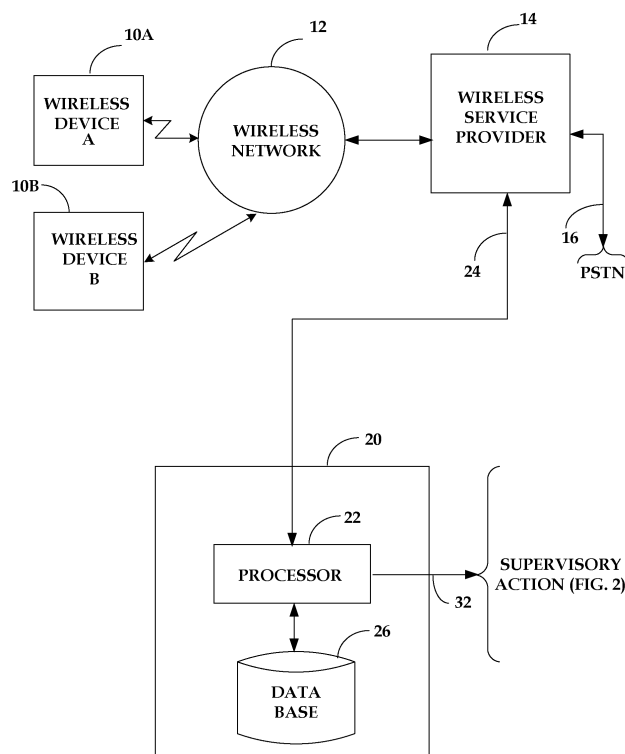 10A
12
14
WIRELESS
DEVICE
A
WIRELESS
NETWORK
WIRELESS
SERVICE
PROVIDER
10B
WIRELESS
DEVICE
B
24
16
PSTN
20
22
PROCESSOR
32
SUPERVISORY
ACTION (FIG. 2)
26
DATA
BASE